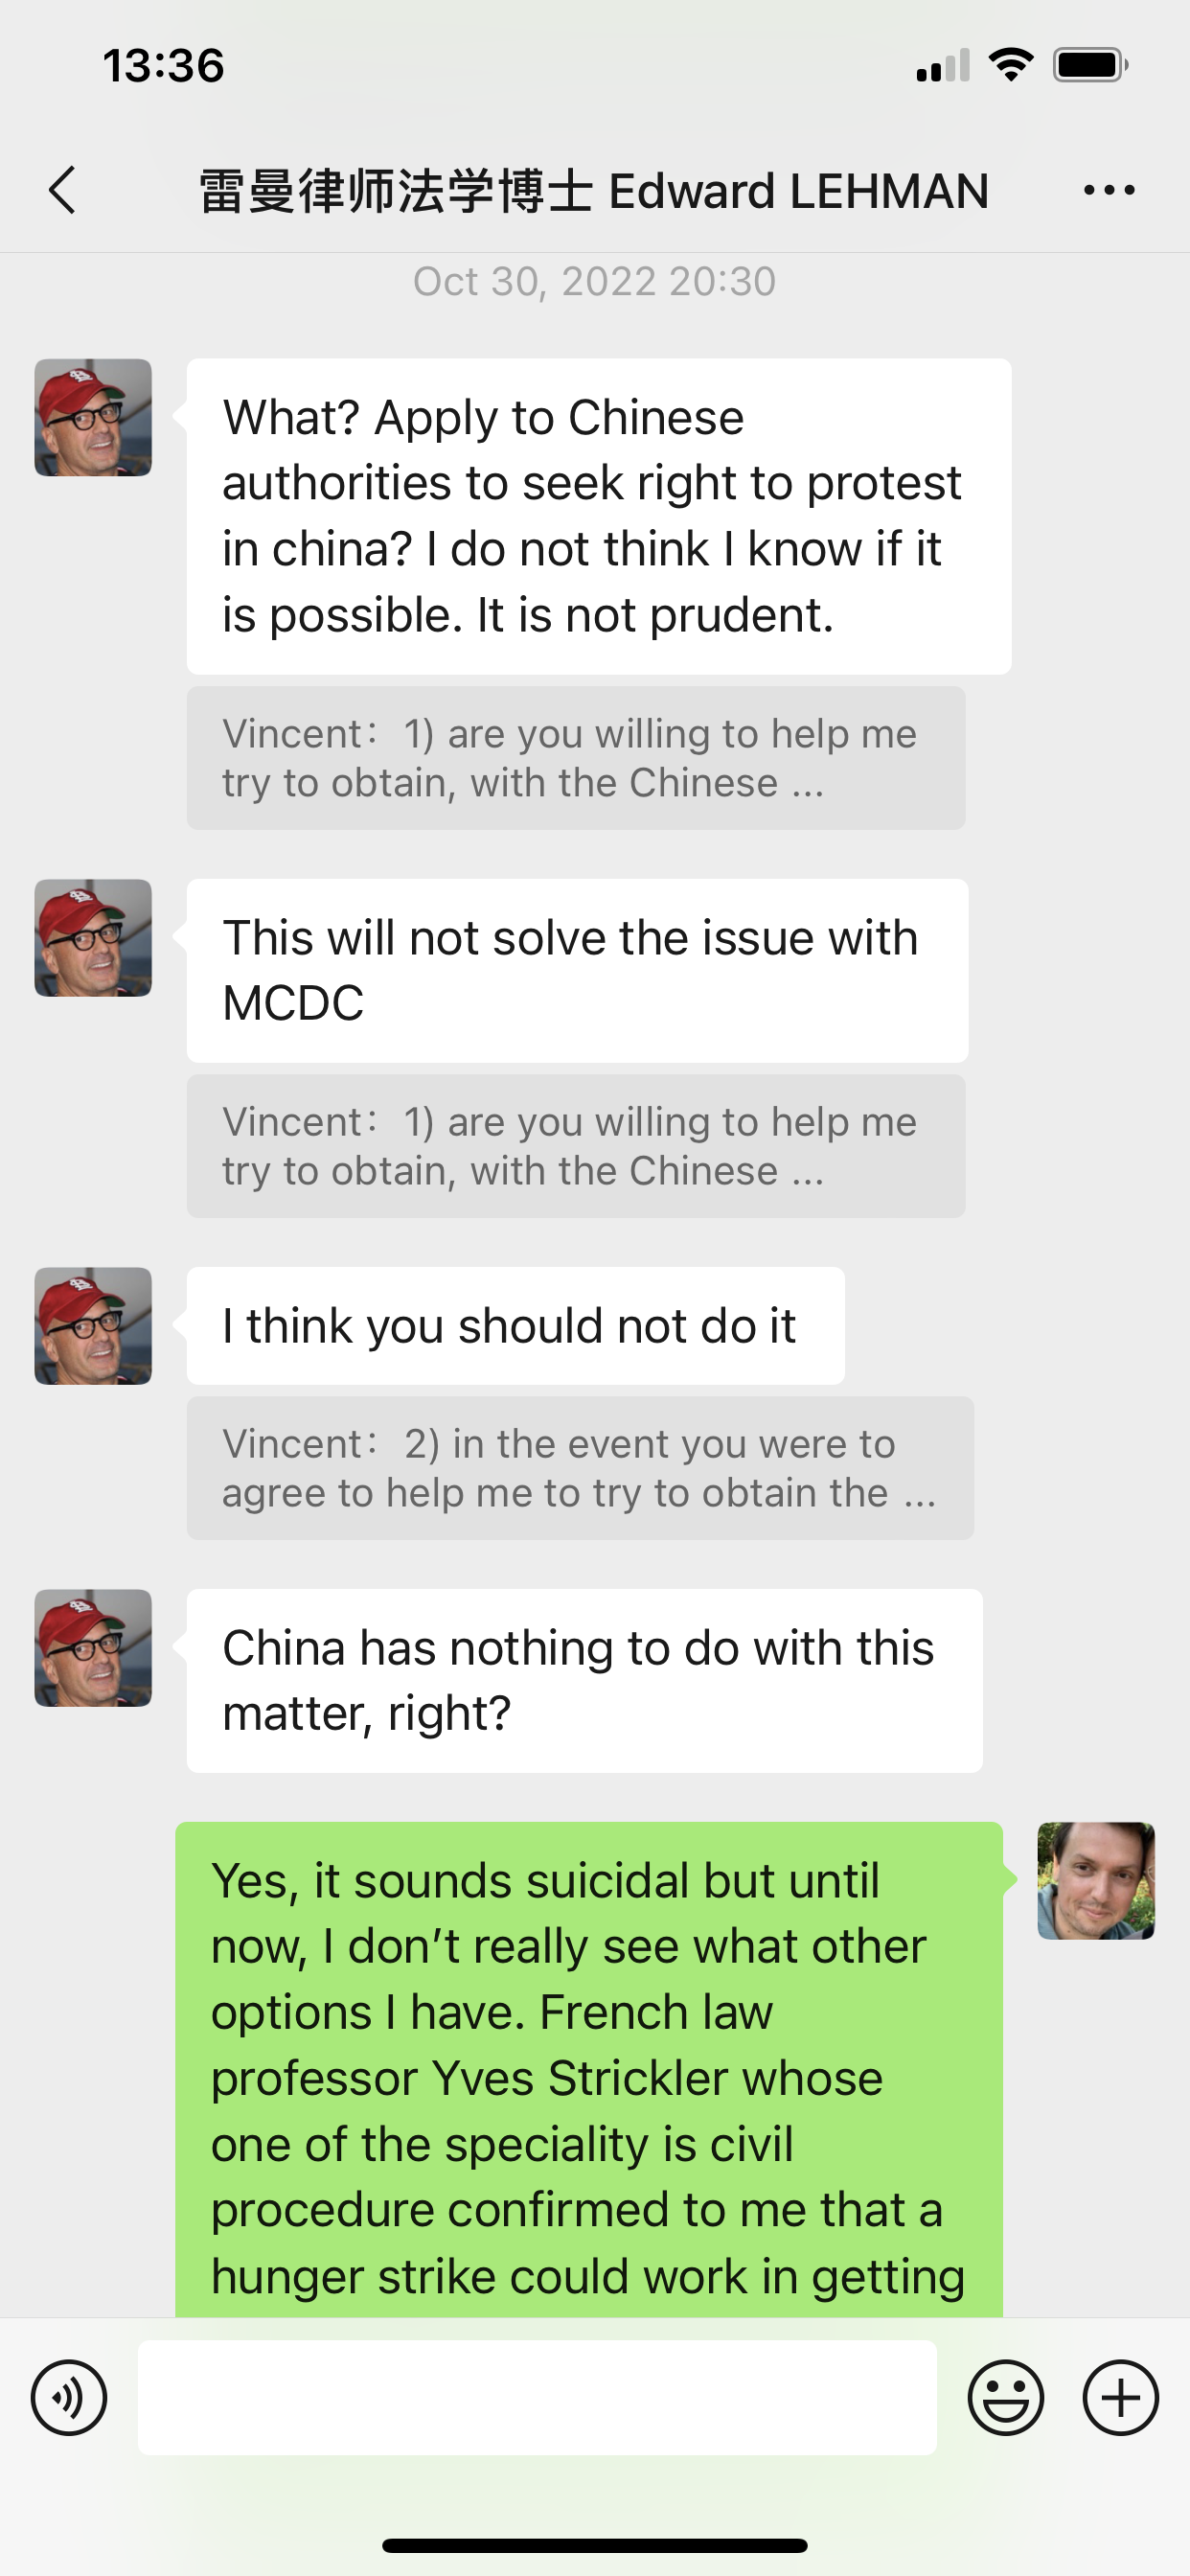 13:36
雷曼律师法学博士 Edward LEHMAN
Oct 30, 2022 20:30
What? Apply to Chinese
authorities to seek right to protest
in china? I do not think I know if it
is possible. It is not prudent.
Vincent：1) are you willing to help me
try to obtain, with the Chinese ...
This will not solve the issue with
MCDC
Vincent：1) are you willing to help me
try to obtain, with the Chinese ...
I think you should not do it
Vincent：2) in the event you were to
agree to help me to try to obtain the ...
China has nothing to do with this
matter, right?
Yes, it sounds suicidal but until
now, I don’t really see what other
options I have. French law
professor Yves Strickler whose
one of the speciality is civil
procedure confirmed to me that a
hunger strike could work in getting